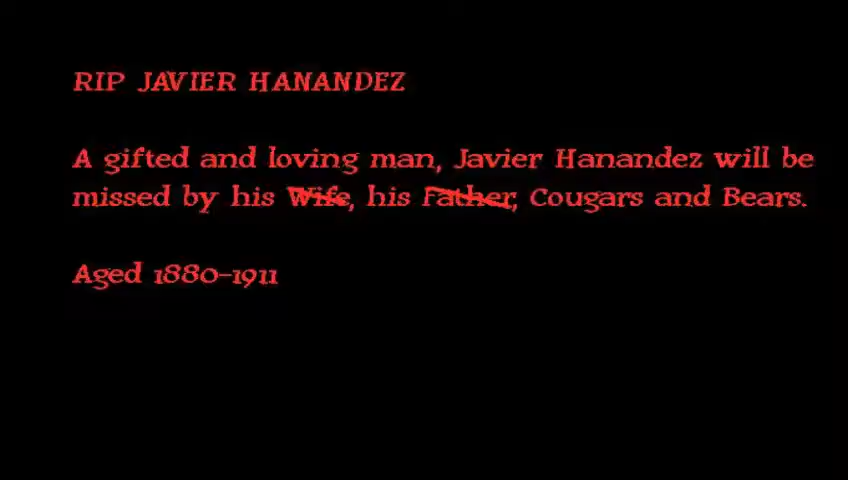 RIP JAVIER HANANDEZ
A gifted and loving man, Javier Hanandez will be
missed by his Wife, his Father, Cougars and Bears.
Aged 1880-1911